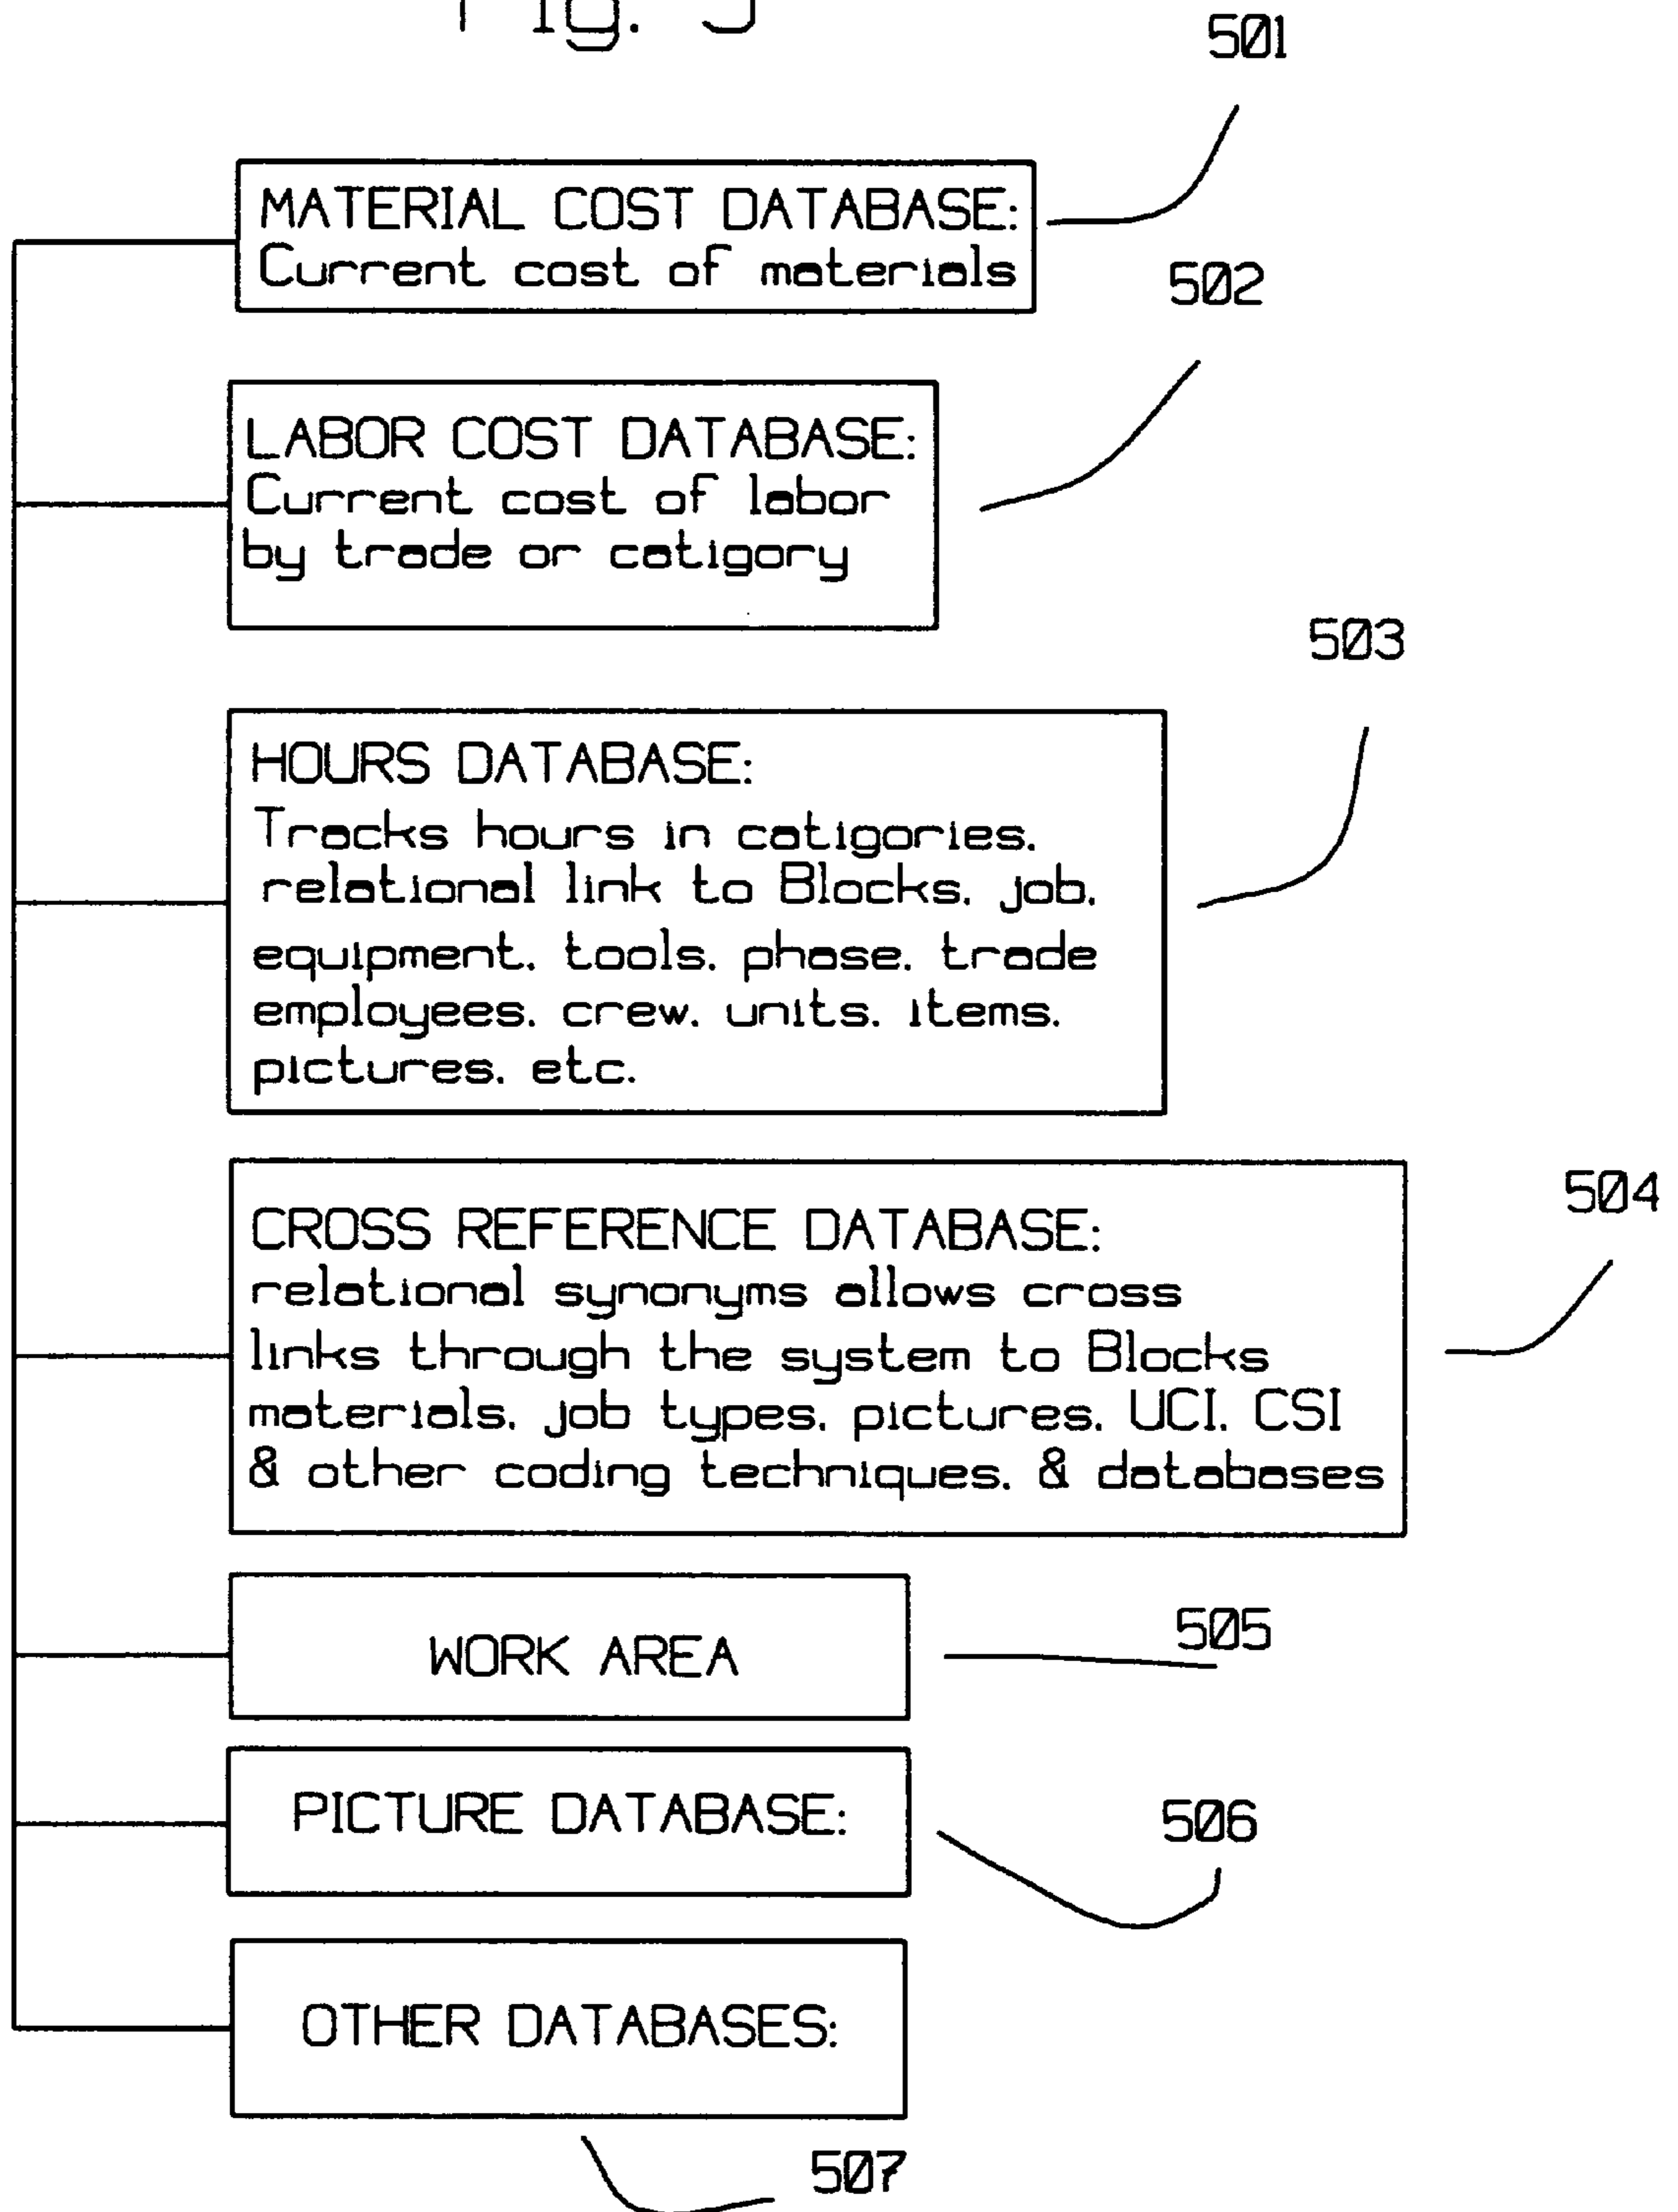 Fig. 5
501
MATERIAL COST DATABASE:
Current cost of materials
502
LABOR COST DATABASE:
Current cost of labor
by trade or catigory
503
HOURS DATABASE:
Tracks hours in catigories.
relational link to Blocks. job.
equipment. tools. phase. trade
employees. crew. units. items.
pictures. etc.
504
CROSS REFERENCE DATABASE:
relational synonyms allows cross
links through the system to Blocks
materials. job types. pictures. UCI. CSI
& other coding techniques. & databases
505
WORK AREA
506
PICTURE DATABASE:
OTHER DATABASES:
507